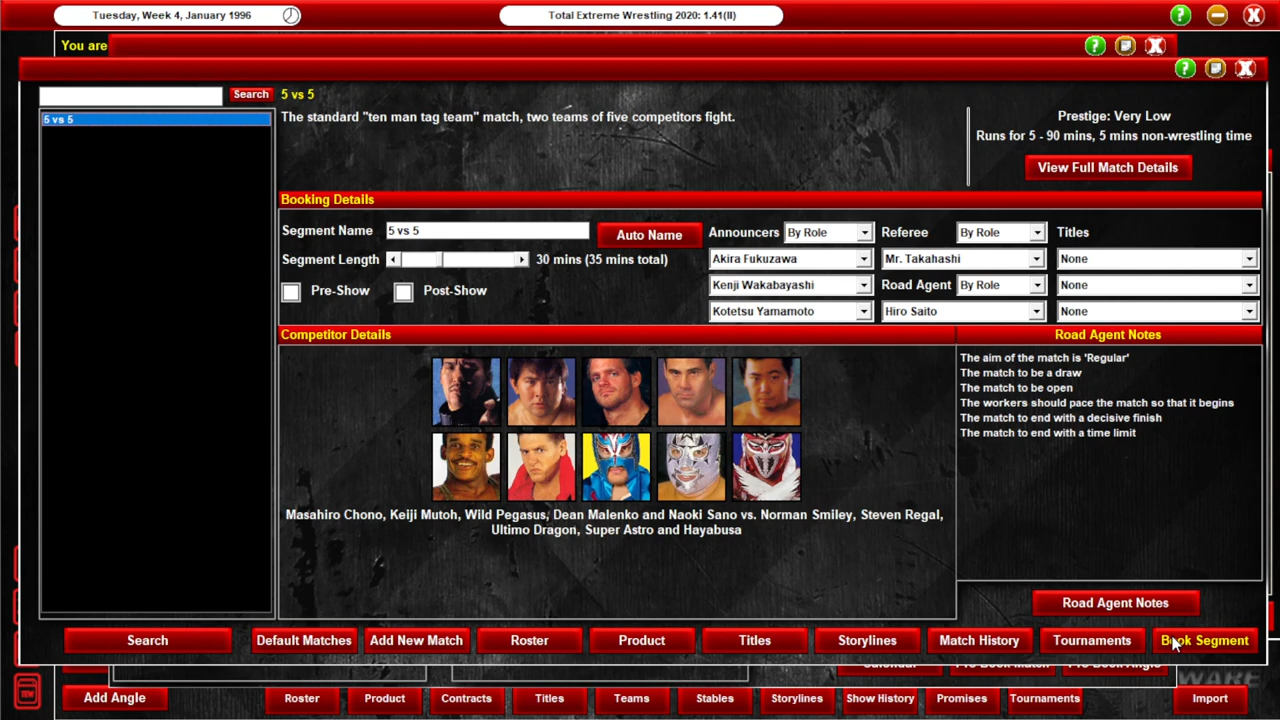 Tuesday, Week 4, January 1996
Total Extreme Wrestling 2020: 1.41(II)
You are
Search
5 vs 5
5 vs 5
The standard "ten man tag team" match, two teams of five competitors fight.
Prestige: Very Low
Runs for 5 - 90 mins, 5 mins non-wrestling time
View Full Match Details
Booking Details
Segment Name
5 vs 5
Auto Name
Announcers
By Role
Referee
By Role
Titles
Segment Length
30 mins (35 mins total)
Akira Fukuzawa
Mr. Takahashi
None
Pre-Show
Post-Show
Kenji Wakabayashi
Road Agent
By Role
None
Kotetsu Yamamoto
Hiro Saito
None
Competitor Details
Road Agent Notes
The aim of the match is 'Regular'
The match to be a draw
The match to be open
The workers should pace the match so that it begins
The match to end with a decisive finish
The match to end with a time limit
Masahiro Chono, Keiji Mutoh, Wild Pegasus, Dean Malenko and Naoki Sano vs. Norman Smiley, Steven Regal,
Ultimo Dragon, Super Astro and Hayabusa
Road Agent Notes
Search
Default Matches
Add New Match
Roster
Product
Titles
Storylines
Match History
Tournaments
Book Segment
Add Angle
Roster
Product
Contracts
Titles
Teams
Stables
Storylines
Show History
Promises
Tournaments
Import